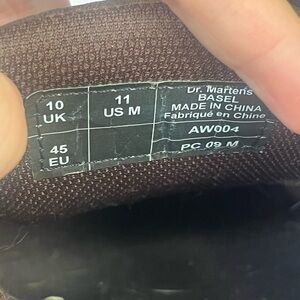 10
UK
11
US M
45
EU
Dr. Martens
BASEL
MADE IN CHINA
Fabriqué en Chine
AW004
PC 09 M